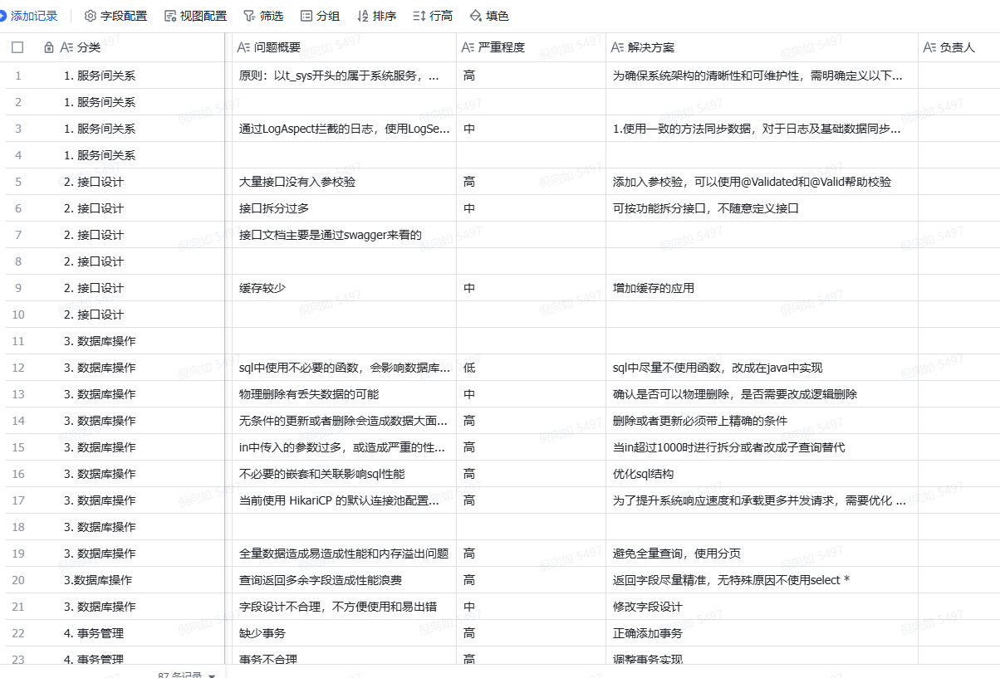 添加记录 字段配置 视图配置 筛选 分组 排序 行高 填色
分类 问题概要 严重程度 解决方案 负责人
1 1. 服务间关系 原则：以t_sys开头的属于系统服务，... 高 为确保系统架构的清晰性和可维护性，需明确定义以下...
2 1. 服务间关系
3 1. 服务间关系 通过LogAspect拦截的日志，使用LogSe... 中 1.使用一致的方法同步数据，对于日志及基础数据同步...
4 1. 服务间关系
5 2. 接口设计 大量接口没有入参校验 高 添加入参校验，可以使用@Validated和@Valid帮助校验
6 2. 接口设计 接口拆分过多 中 可按功能拆分接口，不随意定义接口
7 2. 接口设计 接口文档主要是通过swagger来看的
8 2. 接口设计
9 2. 接口设计 缓存较少 中 增加缓存的应用
10 2. 接口设计
11 3. 数据库操作
12 3. 数据库操作 sql中使用不必要的函数，会影响数据库... 低 sql中尽量不使用函数，改成在java中实现
13 3. 数据库操作 物理删除有丢失数据的可能 中 确认是否可以物理删除，是否需要改成逻辑删除
14 3. 数据库操作 无条件的更新或者删除会造成数据大面... 高 删除或者更新必须带上精确的条件
15 3. 数据库操作 in中传入的参数过多，或造成严重的性... 高 当in超过1000时进行拆分或者改成子查询替代
16 3. 数据库操作 不必要的嵌套和关联影响sql性能 高 优化sql结构
17 3. 数据库操作 当前使用 HikariCP 的默认连接池配置... 高 为了提升系统响应速度和承载更多并发请求，需要优化 ...
18 3. 数据库操作
19 3. 数据库操作 全量数据造成易造成性能和内存溢出问题 高 避免全量查询，使用分页
20 3.数据库操作 查询返回多余字段造成性能浪费 高 返回字段尽量精准，无特殊原因不使用select *
21 3. 数据库操作 字段设计不合理，不方便使用和易出错 中 修改字段设计
22 4. 事务管理 缺少事务 高 正确添加事务
23 4. 事务管理 事务不合理 高 调整事务实现
87 条记录
倪向如 5497